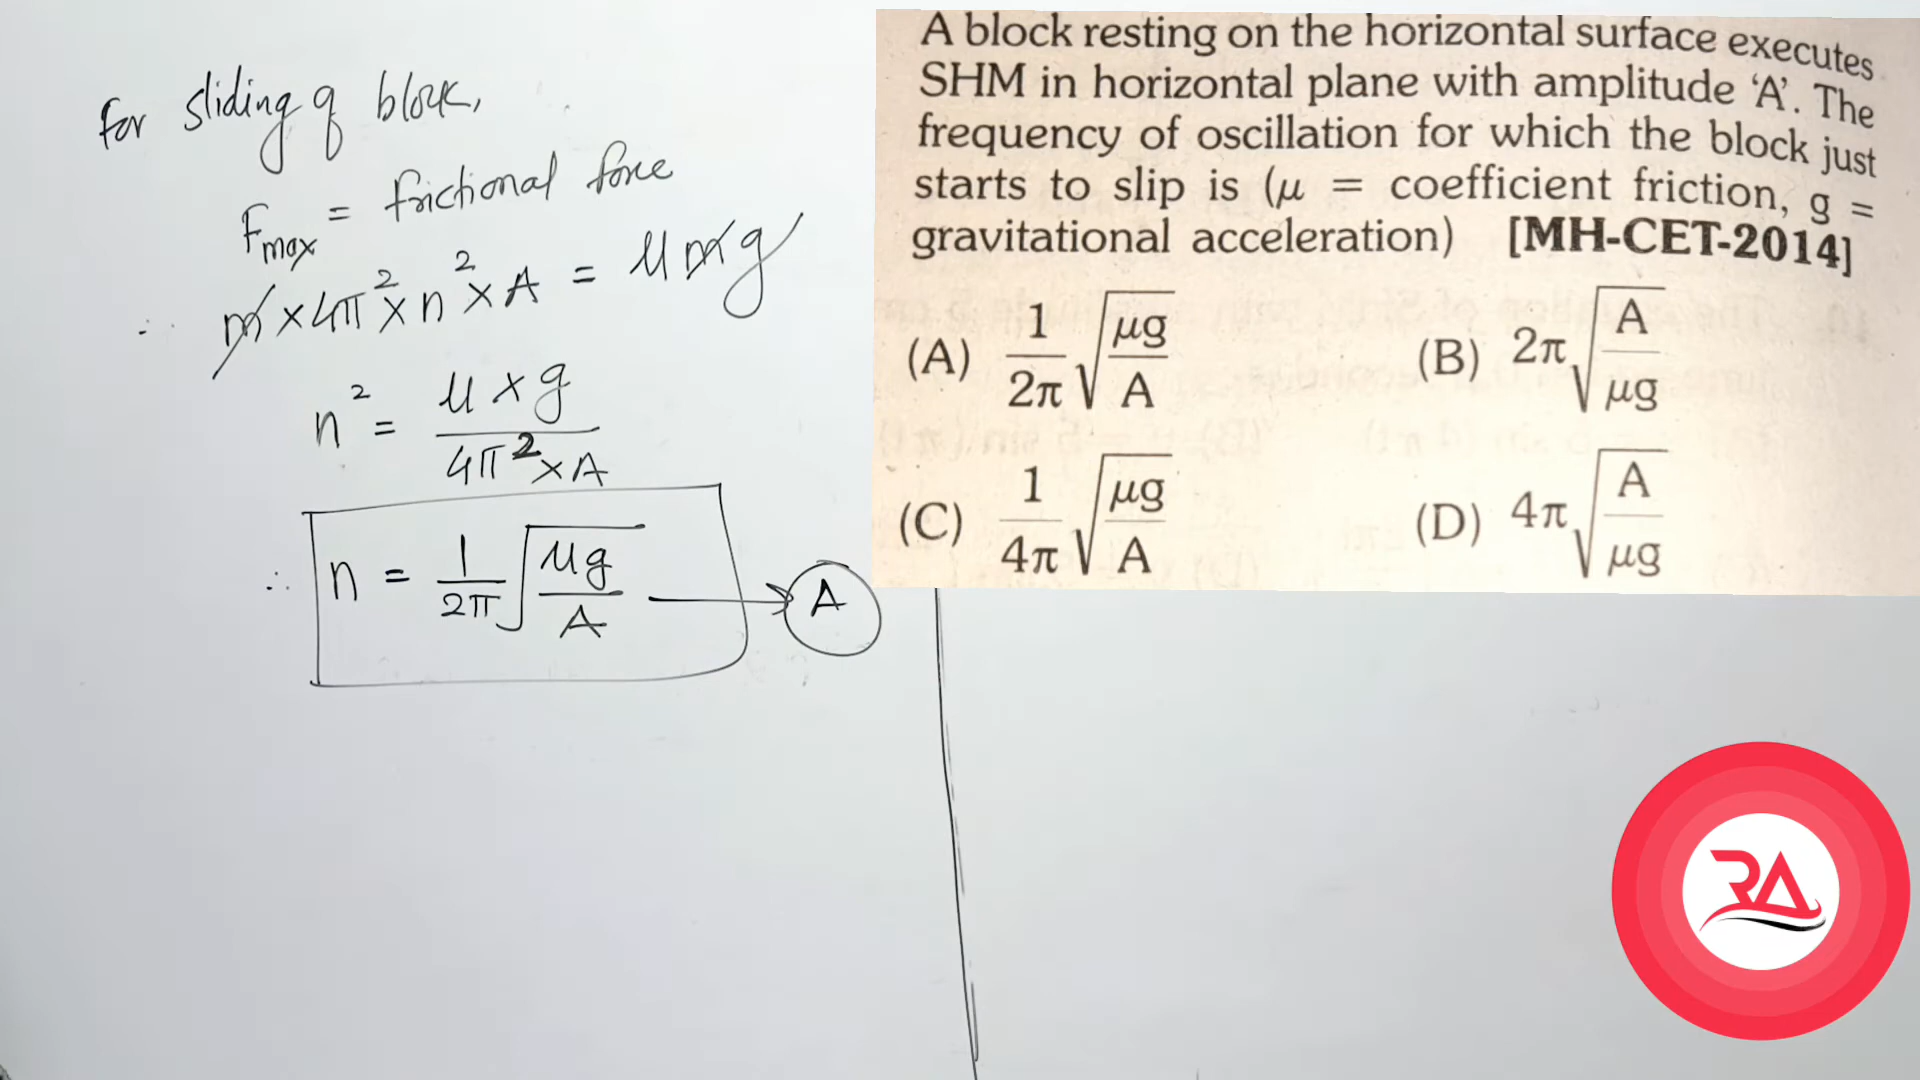 for sliding of block,
Fmax = frictional force
∴ m × 4π² × n² × A = μmg
n² = μ × g / 4π² × A
∴ n = 1/2π √μg/A → A
A block resting on the horizontal surface executes
SHM in horizontal plane with amplitude ‘A’. The
frequency of oscillation for which the block just
starts to slip is (μ = coefficient friction, g =
gravitational acceleration) [MH-CET-2014]
(A) 1/2π √μg/A (B) 2π √A/μg
(C) 1/4π √μg/A (D) 4π √A/μg
RA